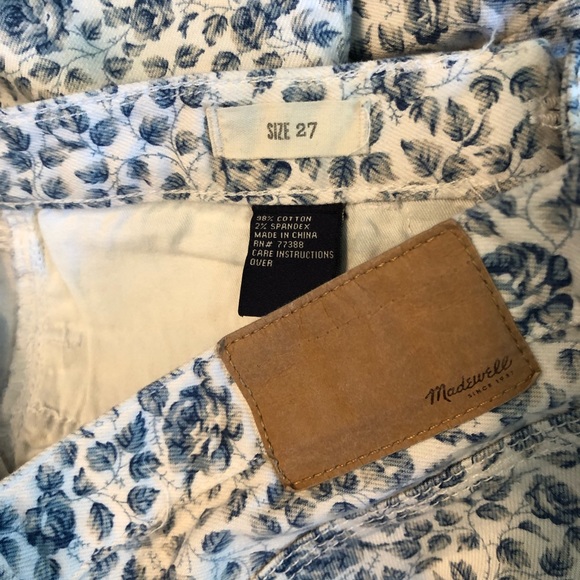 SIZE 27
98% COTTON
2% SPANDEX
MADE IN CHINA
RN# 77388
CARE INSTRUCTIONS
OVER
Madewell
SINCE 1937